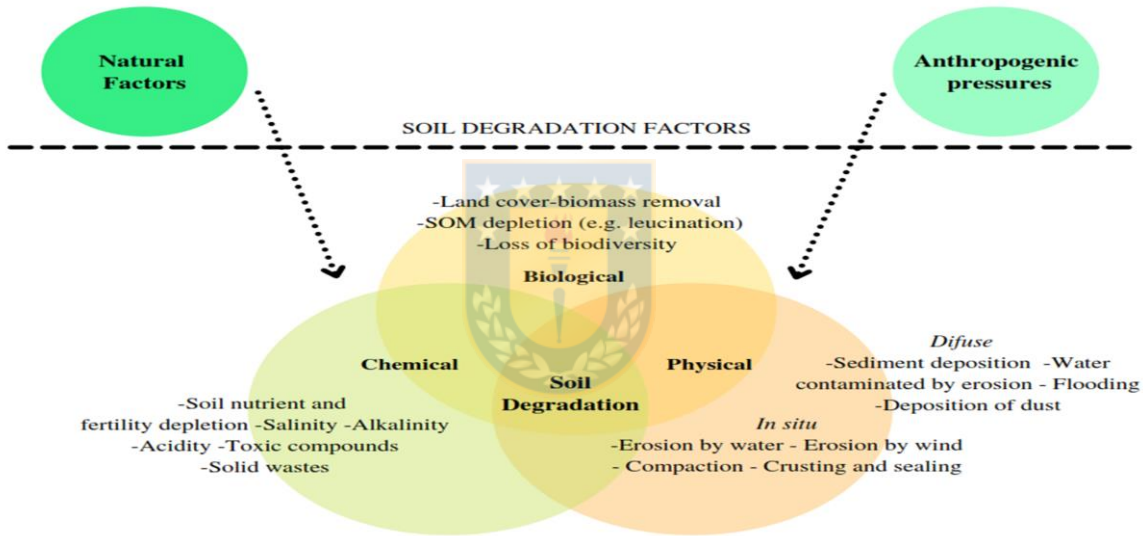 Natural
Factors
Anthropogenic
pressures
SOIL DEGRADATION FACTORS
-Land cover-biomass removal
-SOM depletion (e.g. leucination)
-Loss of biodiversity
Biological
Chemical
Physical
Soil
Degradation
-Soil nutrient and
fertility depletion -Salinity -Alkalinity
-Acidity -Toxic compounds
-Solid wastes
Difuse
-Sediment deposition -Water
contaminated by erosion - Flooding
-Deposition of dust
In situ
-Erosion by water - Erosion by wind
- Compaction - Crusting and sealing